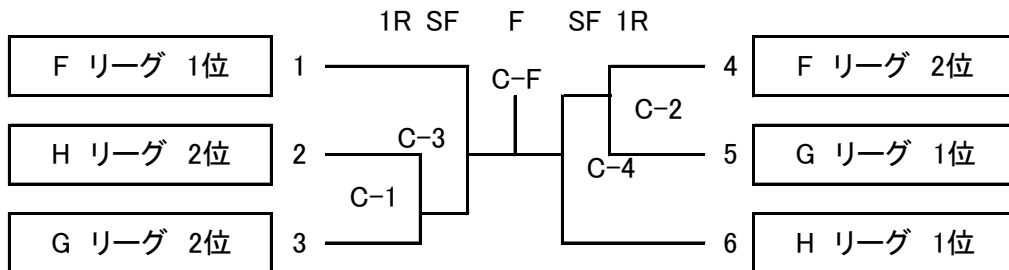 1R SF F SF 1R
F リーグ 1位 1 4 F リーグ 2位
C-F
C-2
C-3
H リーグ 2位 2 5 G リーグ 1位
C-4
C-1
G リーグ 2位 3 6 H リーグ 1位